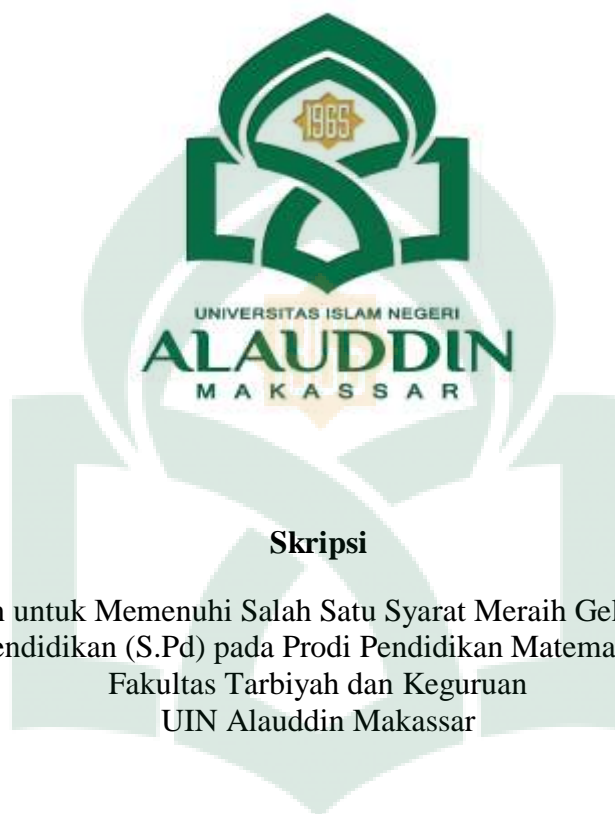 1965
UNIVERSITAS ISLAM NEGERI
ALAUDDIN
MAKASSAR
Skripsi
untuk Memenuhi Salah Satu Syarat Meraih
(S.Pd) pada Prodi Pendidikan
Fakultas Tarbiyah dan Keguruan
UIN Alauddin Makassar